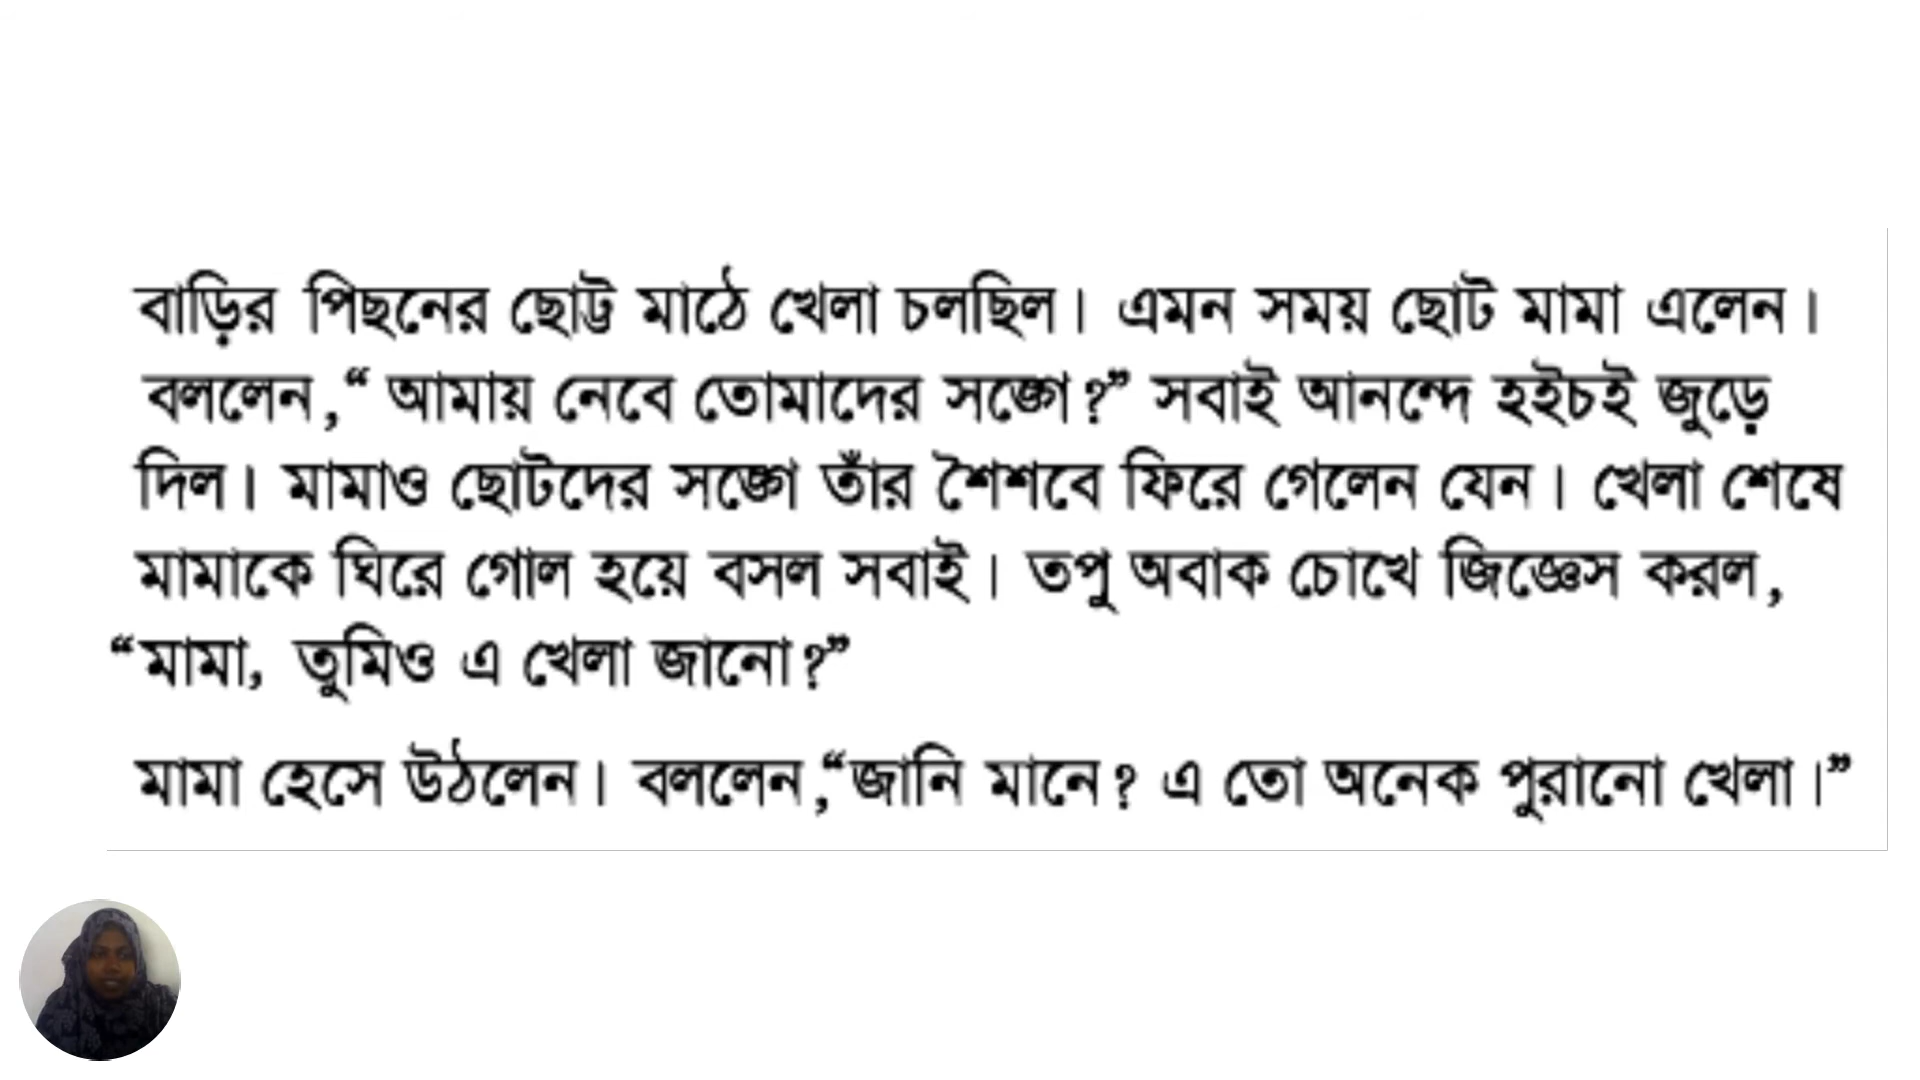 বাড়ির পিছনের ছোট্ট মাঠে খেলা চলছিল। এমন সময় ছোট মামা এলেন।
বললেন,“ আমায় নেবে তোমাদের সঙ্গে?” সবাই আনন্দে হইচই জুড়ে
দিল। মামাও ছোটদের সঙ্গে তাঁর শৈশবে ফিরে গেলেন যেন। খেলা শেষে
মামাকে ঘিরে গোল হয়ে বসল সবাই। তপু অবাক চোখে জিজ্ঞেস করল,
“মামা, তুমিও এ খেলা জানো?”
মামা হেসে উঠলেন। বললেন,“জানি মানে? এ তো অনেক পুরানো খেলা।”